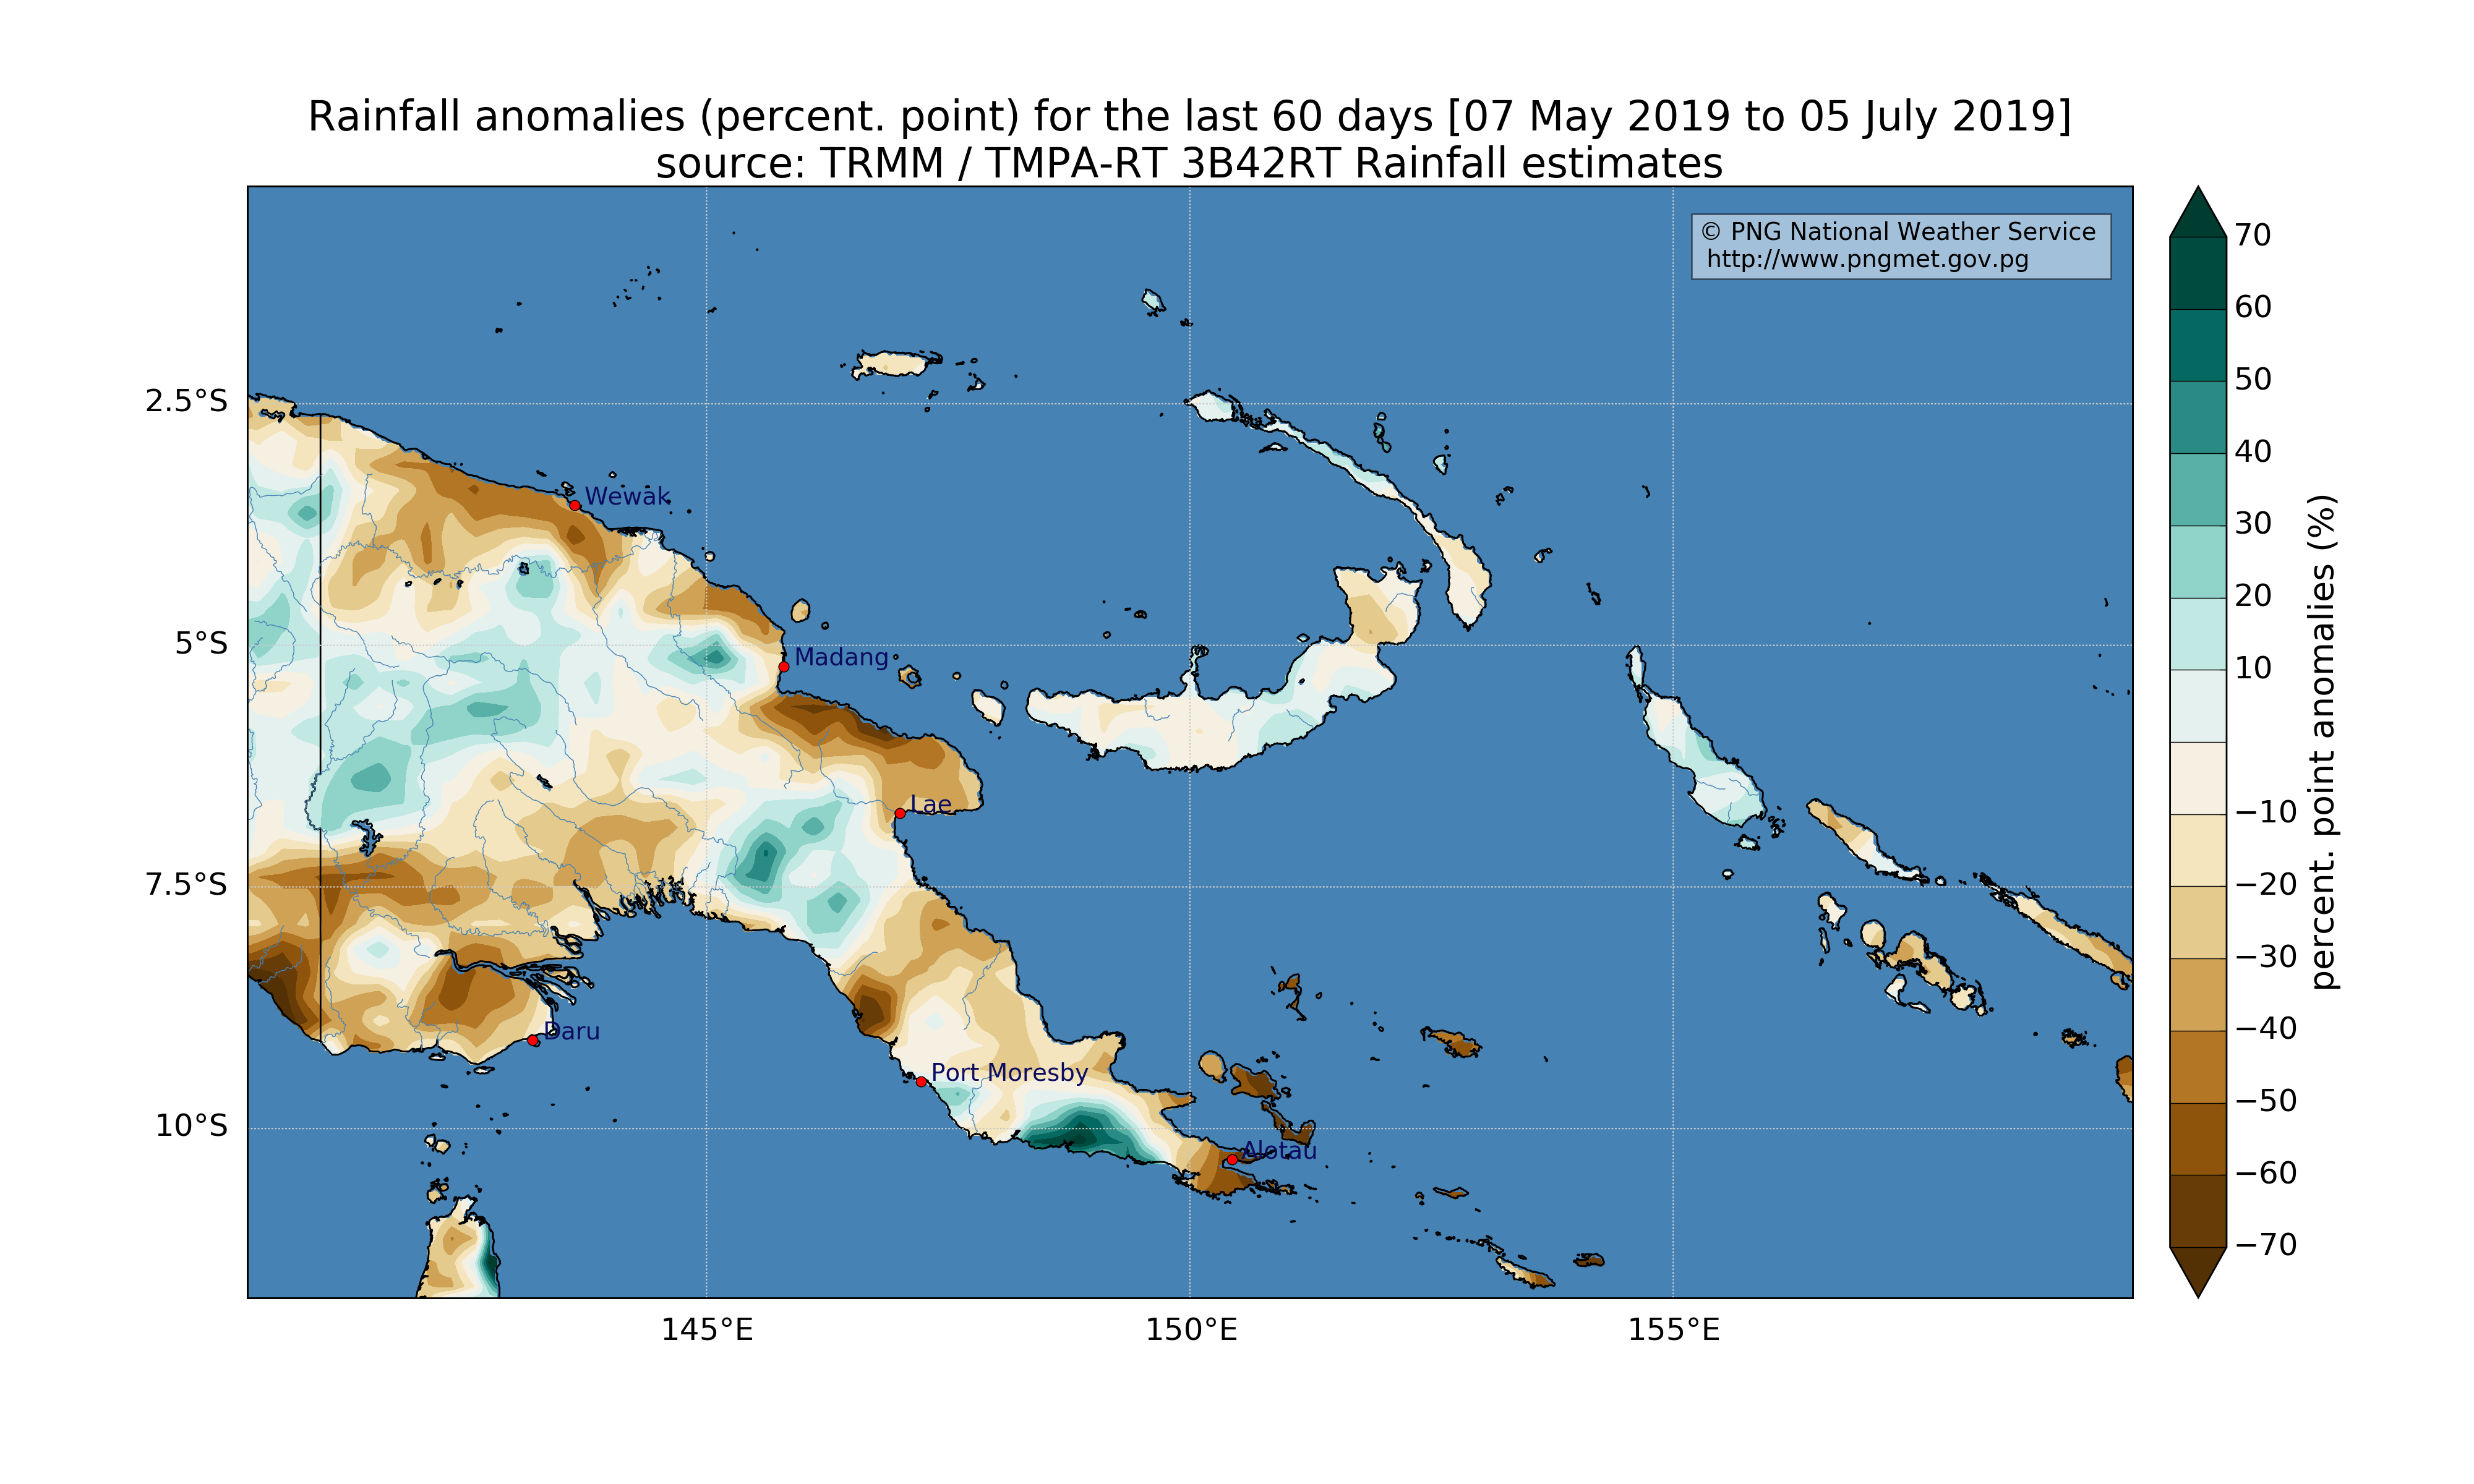 Rainfall anomalies (percent. point) for the last 60 days [07 May 2019 to 05 July 2019]
source: TRMM / TMPA-RT 3B42RT Rainfall estimates
© PNG National Weather Service
http://www.pngmet.gov.pg
2.5°S
5°S
7.5°S
10°S
145°E
150°E
155°E
Wewak
Madang
Lae
Daru
Port Moresby
Alotau
70
60
50
40
30
20
10
−10
−20
−30
−40
−50
−60
−70
percent. point anomalies (%)